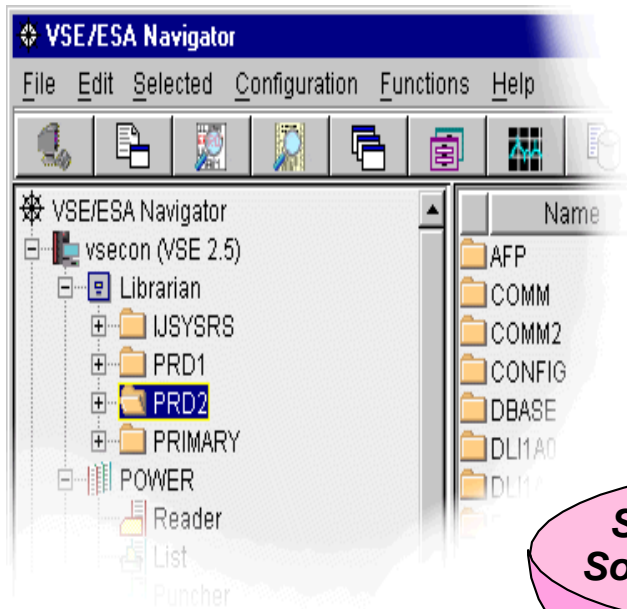 VSE/ESA Navigator
File Edit Selected Configuration Functions Help
VSE/ESA Navigator
vsecon (VSE 2.5)
Librarian
IJSYSRS
PRD1
PRD2
PRIMARY
POWER
Reader
List
Puncher
Name
AFP
COMM
COMM2
CONFIG
DBASE
DLI1A0